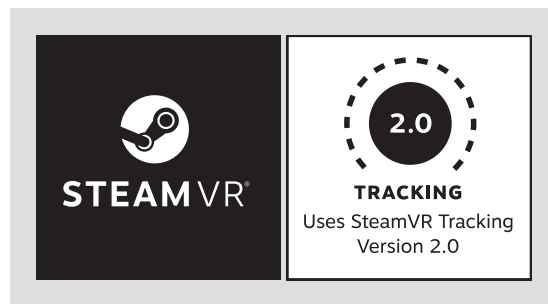 STEAMVR®
2.0
TRACKING
Uses SteamVR Tracking
Version 2.0